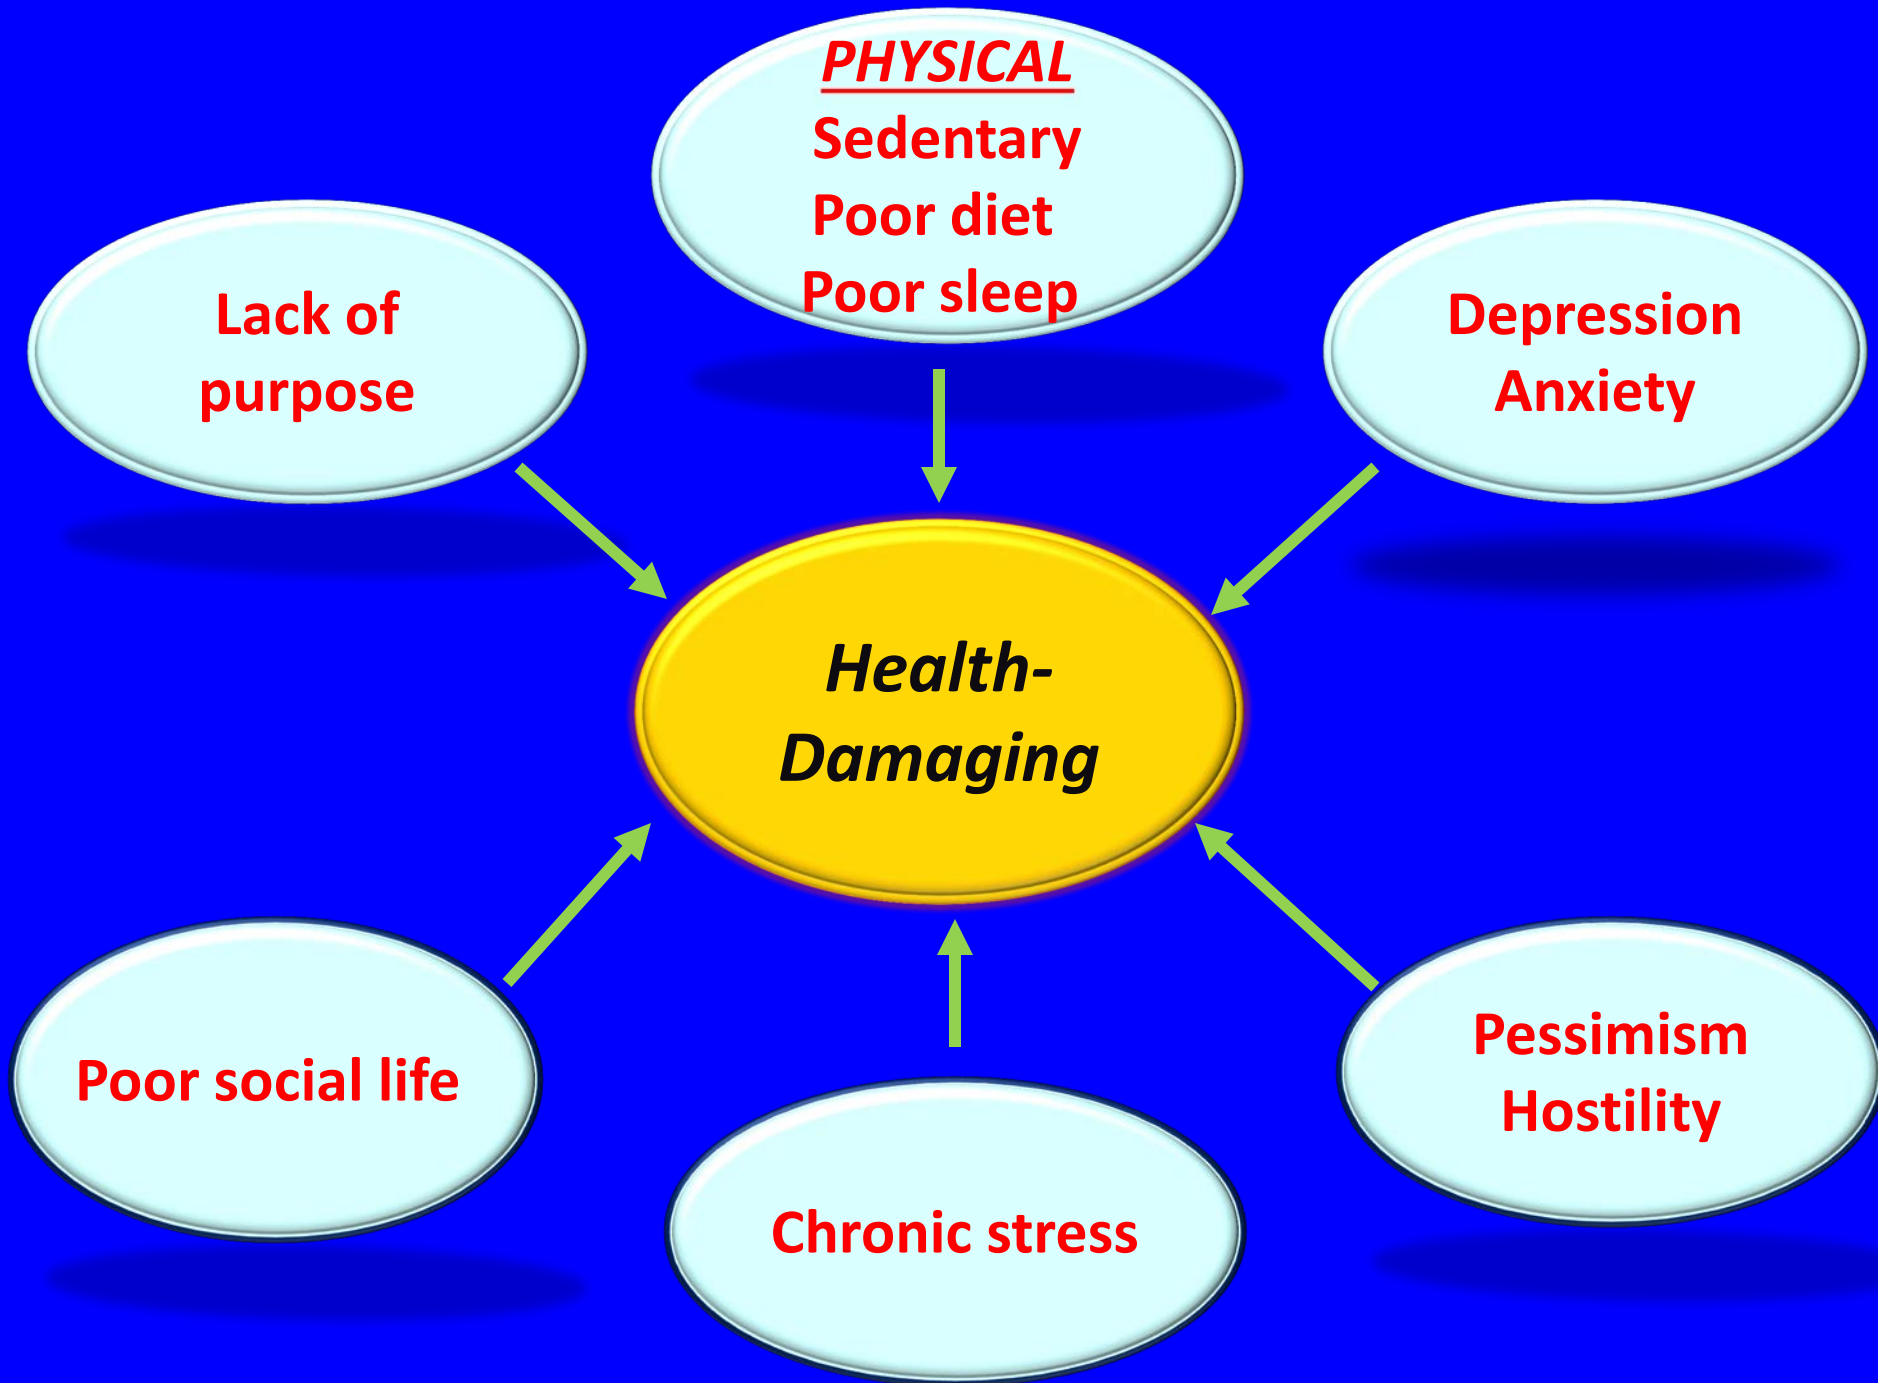 PHYSICAL
Sedentary
Poor diet
Poor sleep
Lack of
purpose
Depression
Anxiety
Health-
Damaging
Poor social life
Chronic stress
Pessimism
Hostility